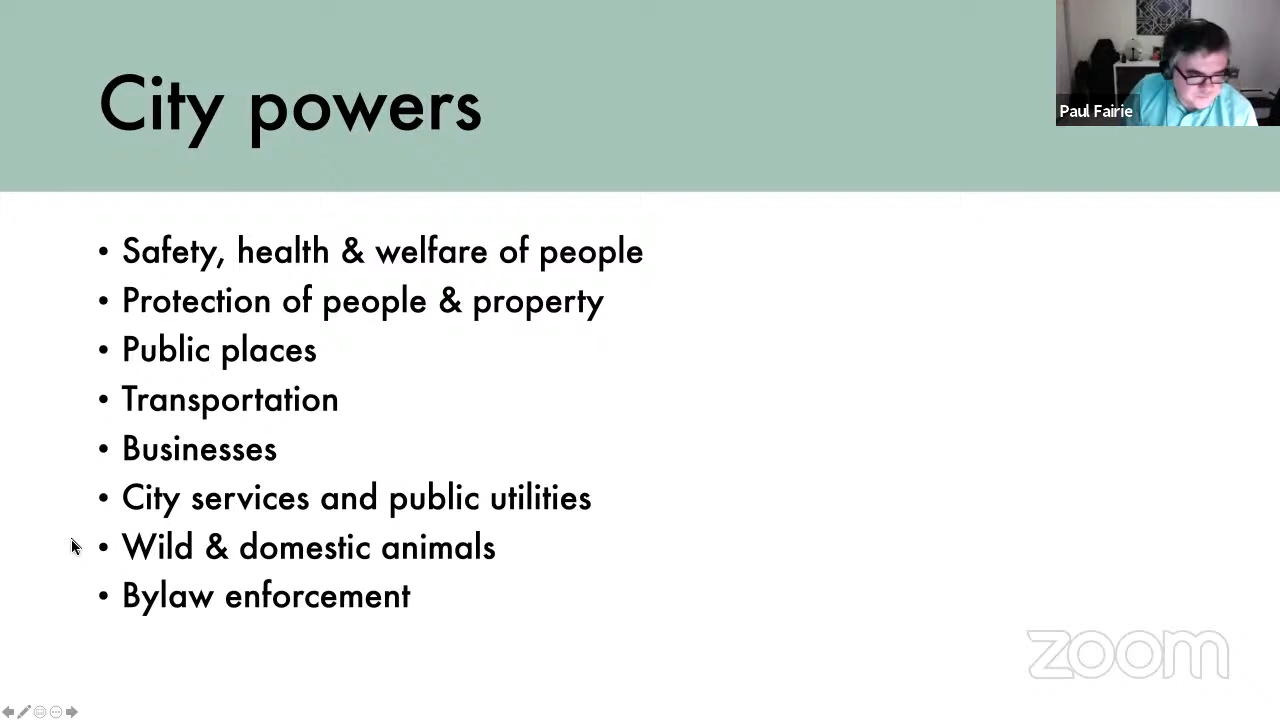 City powers
Paul Fairie
• Safety, health & welfare of people
• Protection of people & property
• Public places
• Transportation
• Businesses
• City services and public utilities
• Wild & domestic animals
• Bylaw enforcement
zoom